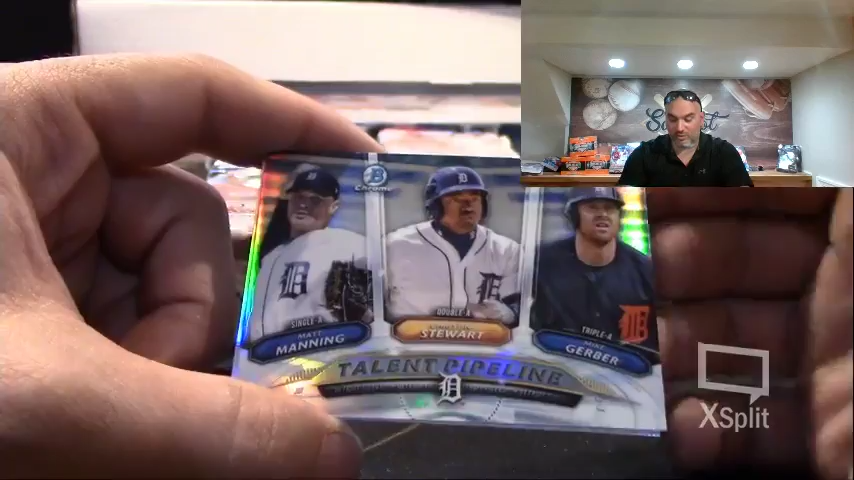 B
Chrome
D
SINGLE-A
MATT
MANNING
DOUBLE-A
STEWART
TRIPLE-A
MIKE
GERBER
TALENT PIPELINE
XSplit